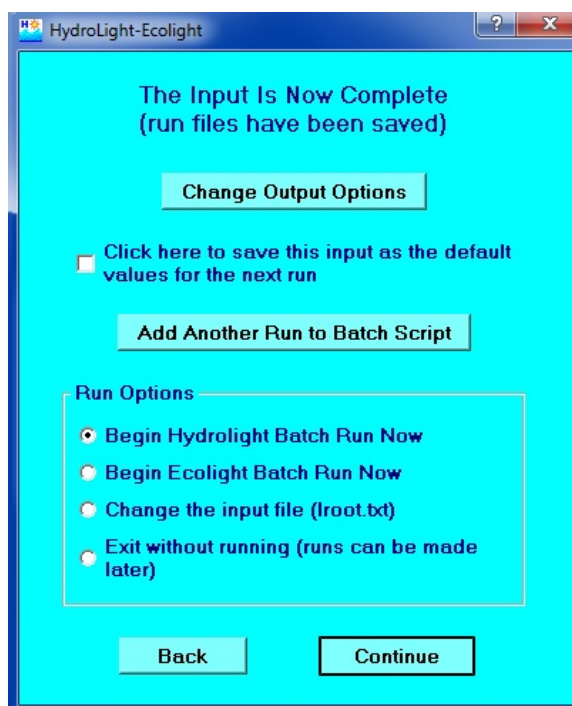 HydroLight-Ecolight
The Input Is Now Complete
(run files have been saved)
Change Output Options
Click here to save this input as the default
values for the next run
Add Another Run to Batch Script
Run Options
Begin Hydrolight Batch Run Now
Begin Ecolight Batch Run Now
Change the input file (Iroot.txt)
Exit without running (runs can be made
later)
Back
Continue